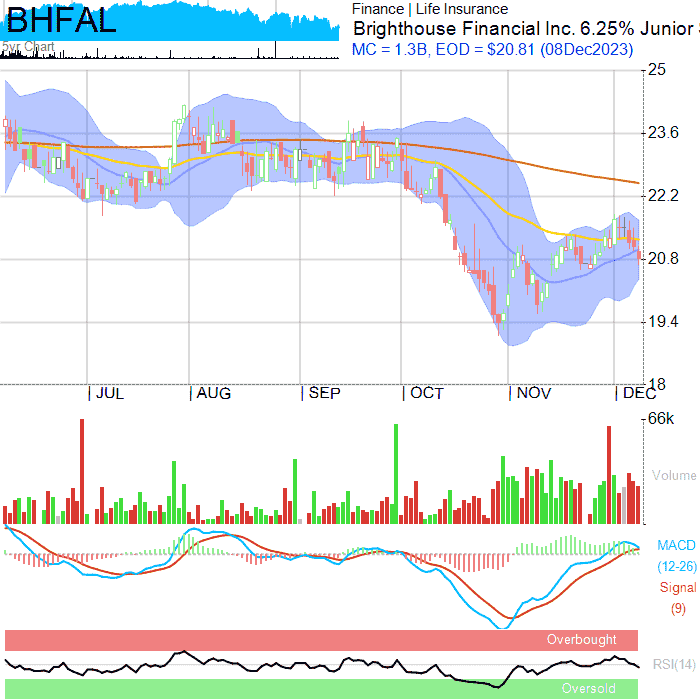 BHFAL
5yr Chart
Finance | Life Insurance
Brighthouse Financial Inc. 6.25% Junior
MC = 1.3B, EOD = $20.81 (08Dec2023)
25
23.6
22.2
20.8
19.4
18
JUL AUG SEP OCT NOV DEC
66k
Volume
MACD
(12-26)
Signal
(9)
Overbought
RSI(14)
Oversold